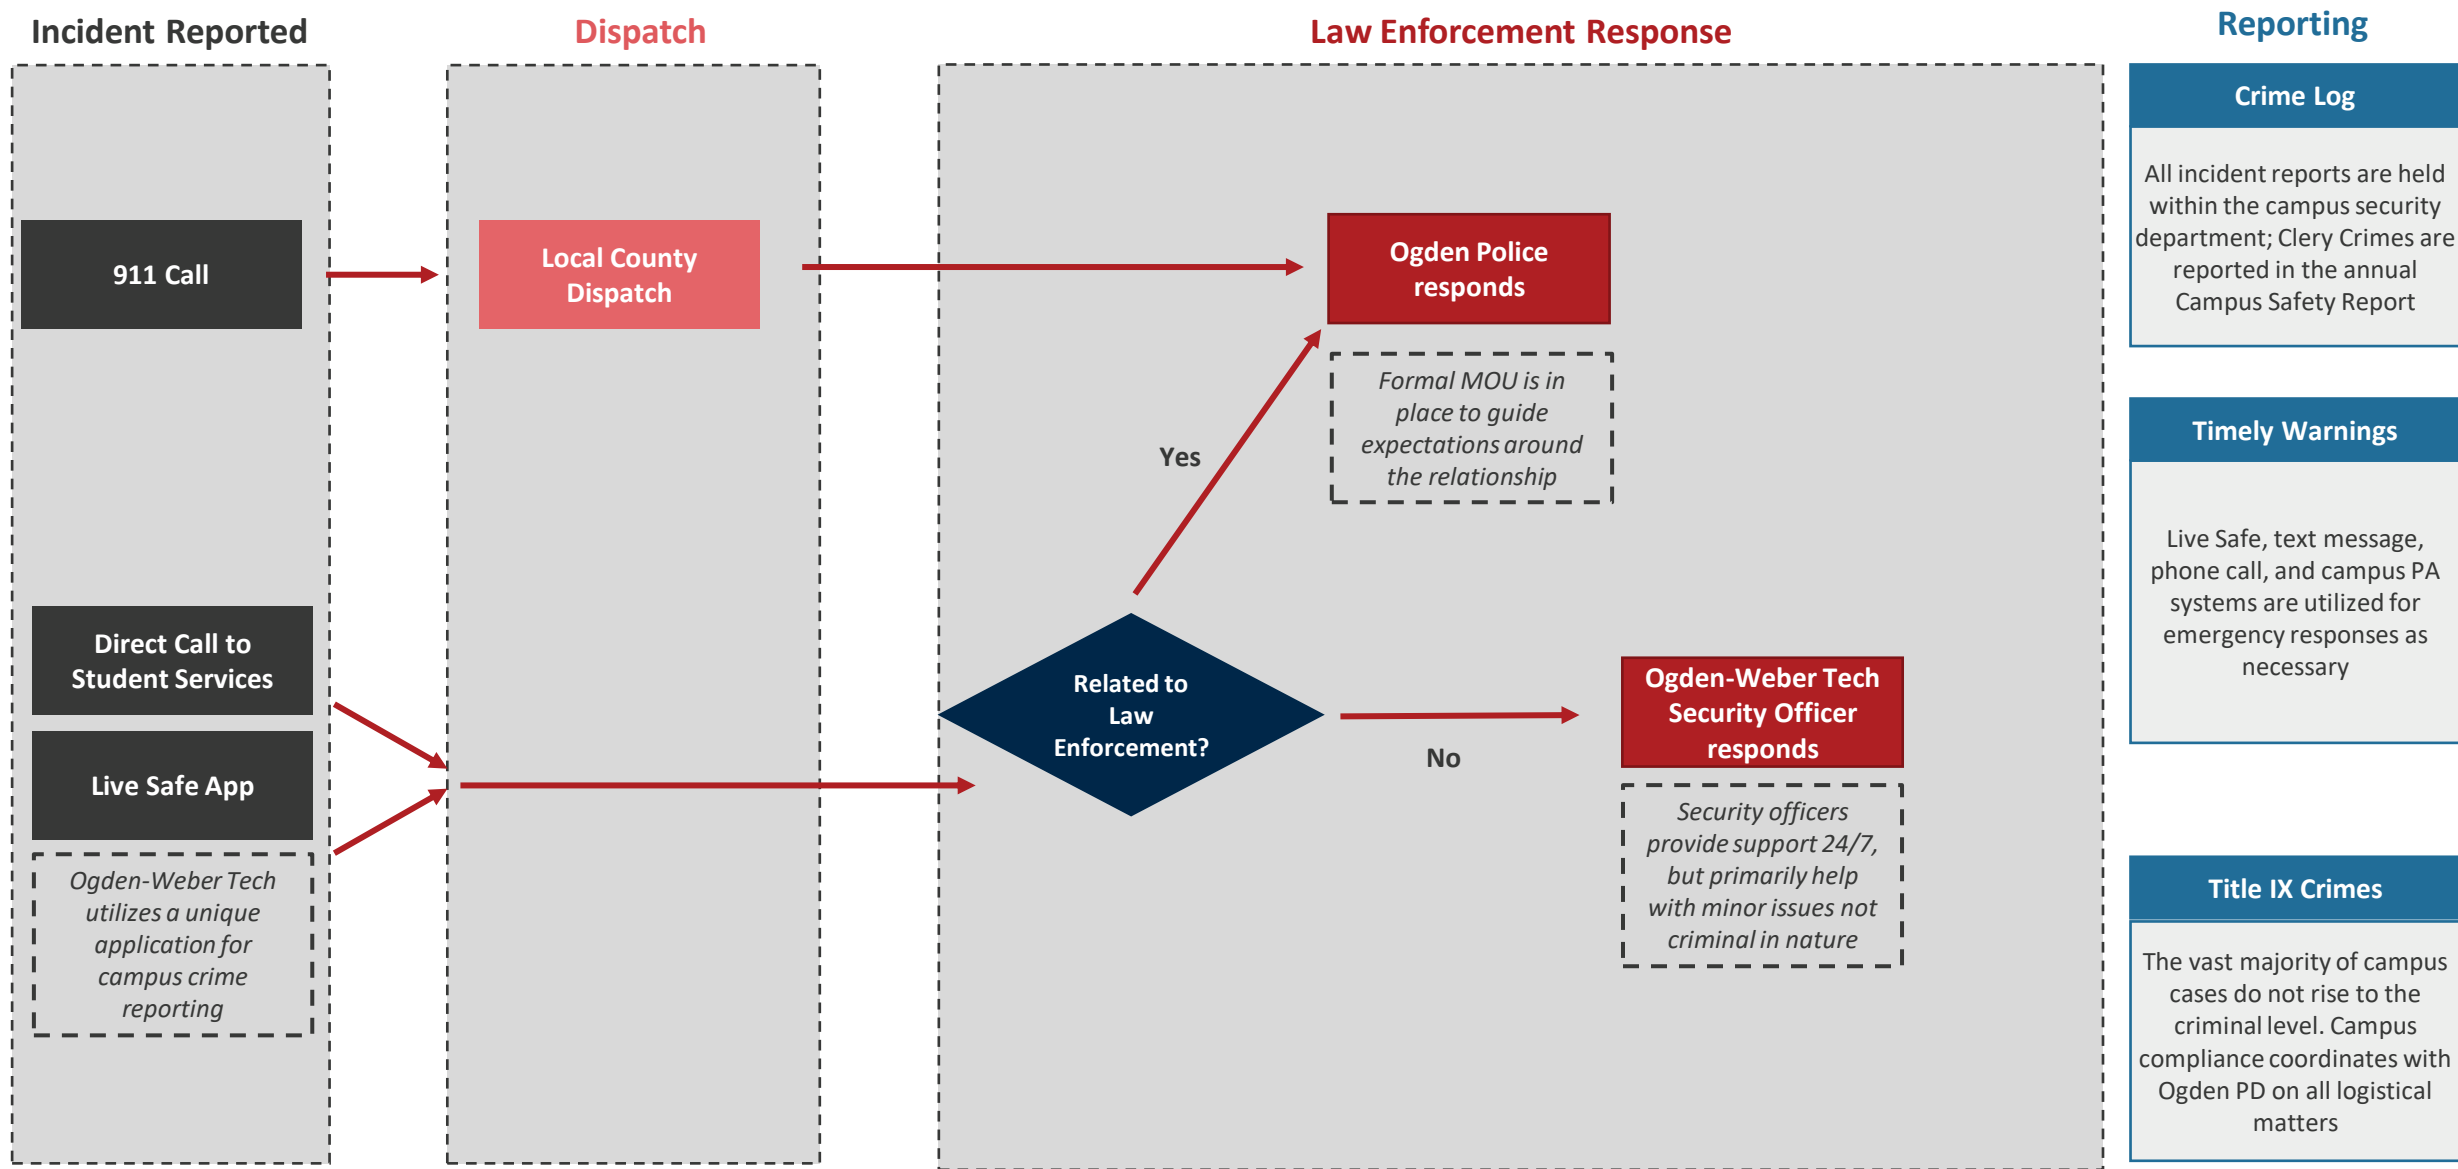 Incident Reported
Dispatch
Law Enforcement Response
Reporting
911 Call
Local County
Dispatch
Ogden Police
responds
Formal MOU is in
place to guide
expectations around
the relationship
Yes
Direct Call to
Student Services
Live Safe App
Ogden-Weber Tech
utilizes a unique
application for
campus crime
reporting
Related to
Law
Enforcement?
No
Ogden-Weber Tech
Security Officer
responds
Security officers
provide support 24/7,
but primarily help
with minor issues not
criminal in nature
Crime Log
All incident reports are held
within the campus security
department; Clery Crimes are
reported in the annual
Campus Safety Report
Timely Warnings
Live Safe, text message,
phone call, and campus PA
systems are utilized for
emergency responses as
necessary
Title IX Crimes
The vast majority of campus
cases do not rise to the
criminal level. Campus
compliance coordinates with
Ogden PD on all logistical
matters